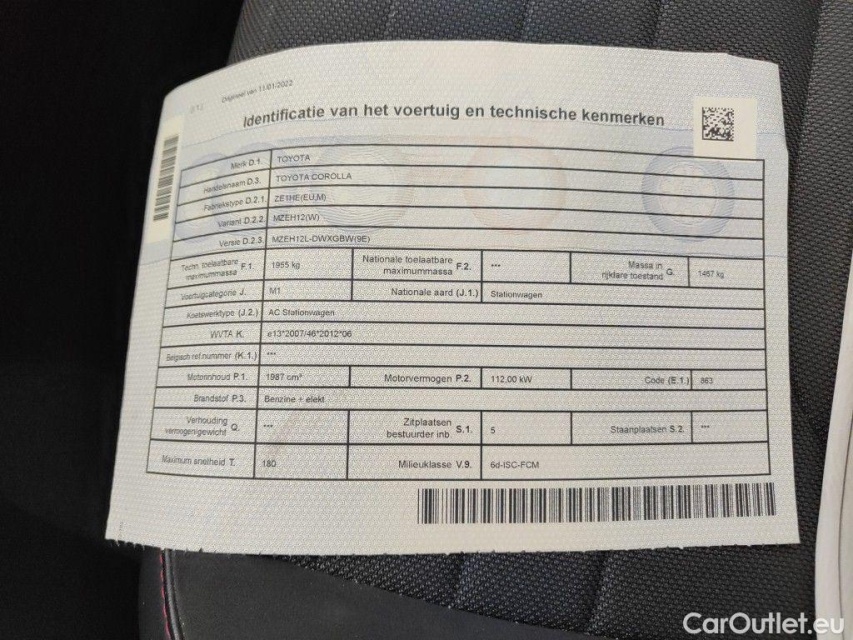 Origineel van 11/01/2022
Identificatie van het voertuig en technische kenmerken
Merk D.1. TOYOTA
Handelsnaam D.3. TOYOTA COROLLA
Fabriekstype D.2.1. ZE1HE(EU,M)
Variant D.2.2. MZEH12(W)
Versie D.2.3. MZEH12L-DWXGBW(9E)
Techn. toelaatbare maximummassa F.1. 1955 kg Nationale toelaatbare maximummassa F.2. --- Massa in rijklare toestand G. 1467 kg
Voertuigcategorie J. M1 Nationale aard (J.1.) Stationwagen
Koetswerktype (J.2.) AC Stationwagen
WVTA K. e13*2007/46*2012*06
Belgisch ref.nummer (K.1.) ---
Motorinhoud P.1. 1987 cm³ Motorvermogen P.2. 112,00 kW Code (E.1.) 863
Brandstof P.3. Benzine + elekt
Verhouding vermogen/gewicht Q. --- Zitplaatsen bestuurder inb. S.1. 5 Staanplaatsen S.2. ---
Maximum snelheid T. 180 Milieuklasse V.9. 6d-ISC-FCM
CarOutlet.eu